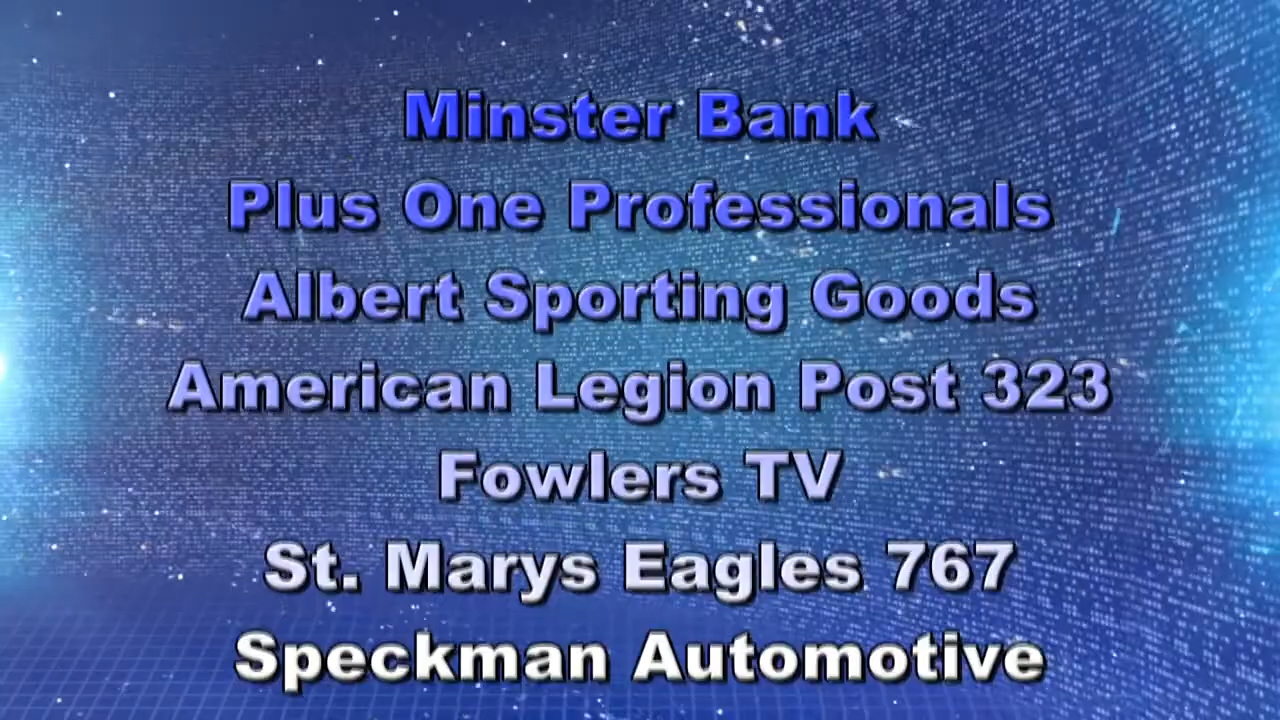 Minster Bank
Plus One Professionals
Albert Sporting Goods
American Legion Post 323
Fowlers TV
St. Marys Eagles 767
Speckman Automotive